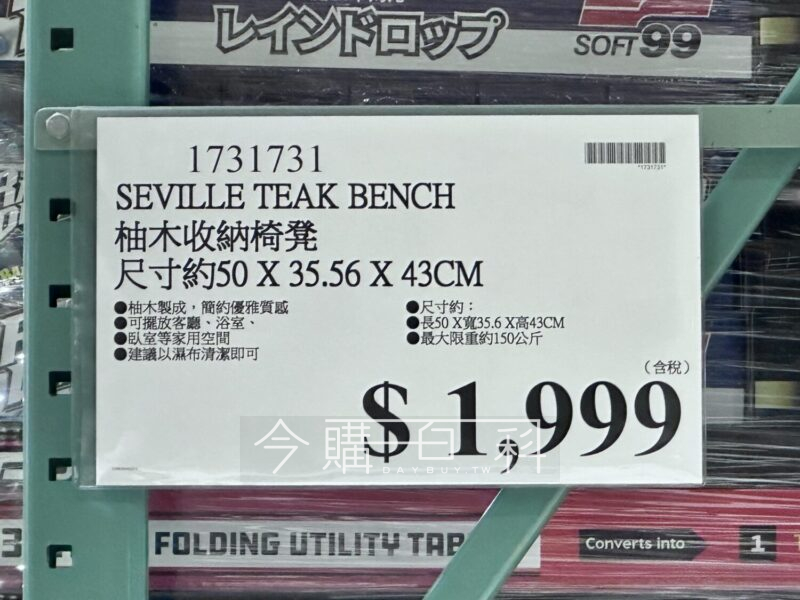 レインドロップ
SOFT99
1731731
*1731731*
SEVILLE TEAK BENCH
柚木收納椅凳
尺寸約50 X 35.56 X 43CM
●柚木製成，簡約優雅質感
●可擺放客廳、浴室、
●臥室等家用空間
●建議以濕布清潔即可
●尺寸約：
●長50 X寬35.6 X高43CM
●最大限重約150公斤
（含稅）
$ 1,999
今購百科
DAYBUY.TW
3
FOLDING UTILITY TAB
Converts into
1